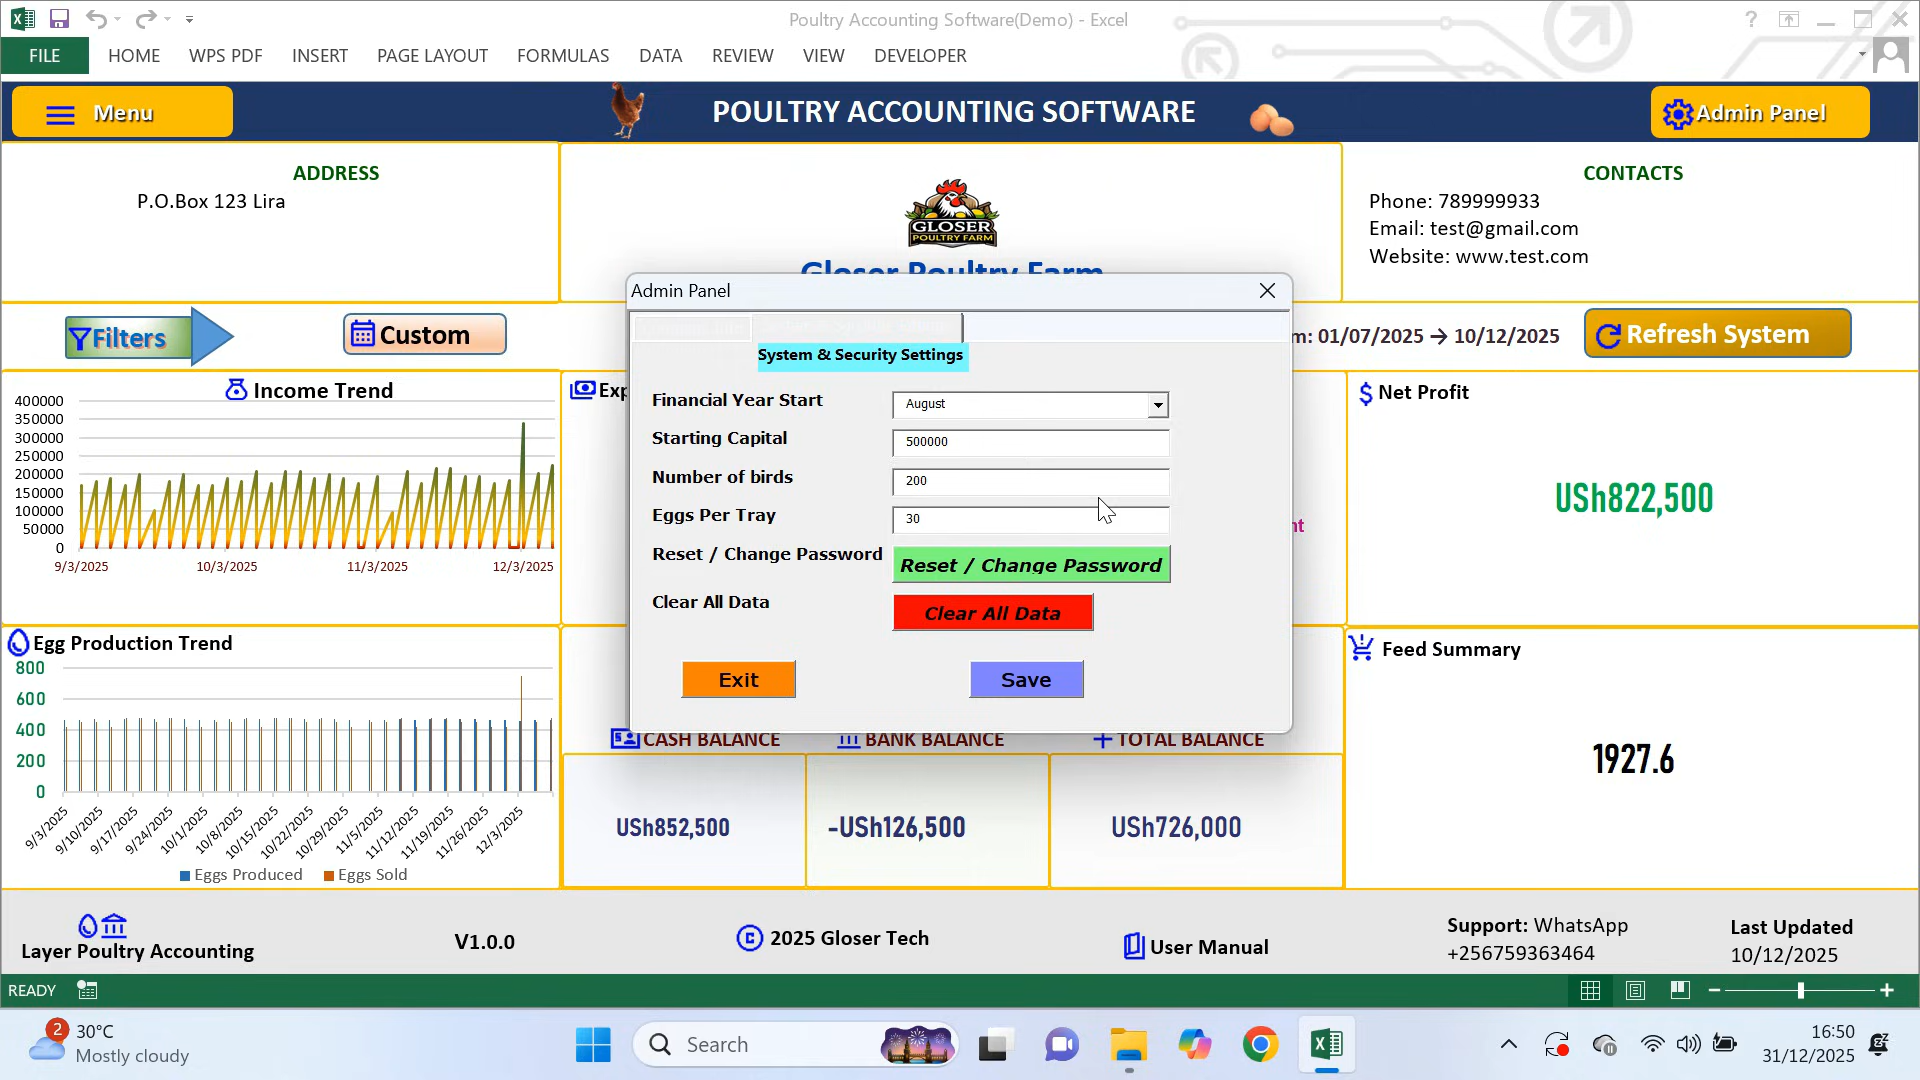 Poultry Accounting Software(Demo) - Excel
?
FILE
HOME
WPS PDF
INSERT
PAGE LAYOUT
FORMULAS
DATA
REVIEW
VIEW
DEVELOPER
Menu
POULTRY ACCOUNTING SOFTWARE
Admin Panel
ADDRESS
P.O.Box 123 Lira
GLOSER
POULTRY FARM
Gloser Poultry Farm
CONTACTS
Phone: 789999933
Email: test@gmail.com
Website: www.test.com
Filters
Custom
m: 01/07/2025 → 10/12/2025
Refresh System
Admin Panel
System & Security Settings
Financial Year Start
August
Starting Capital
500000
Number of birds
200
Eggs Per Tray
30
Reset / Change Password
Reset / Change Password
Clear All Data
Clear All Data
Exit
Save
Income Trend
400000
350000
300000
250000
200000
150000
100000
50000
0
9/3/2025
10/3/2025
11/3/2025
12/3/2025
Exp
nt
$ Net Profit
USh822,500
Egg Production Trend
800
600
400
200
0
9/3/2025
9/10/2025
9/17/2025
9/24/2025
10/1/2025
10/8/2025
10/15/2025
10/22/2025
10/29/2025
11/5/2025
11/12/2025
11/19/2025
11/26/2025
12/3/2025
Eggs Produced
Eggs Sold
CASH BALANCE
BANK BALANCE
TOTAL BALANCE
USh852,500
-USh126,500
USh726,000
Feed Summary
1927.6
Layer Poultry Accounting
V1.0.0
© 2025 Gloser Tech
User Manual
Support: WhatsApp
+256759363464
Last Updated
10/12/2025
READY
2
30°C
Mostly cloudy
Search
16:50
31/12/2025